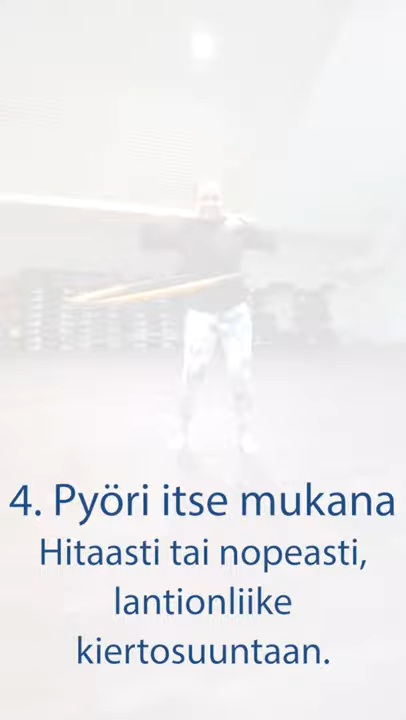 4. Pyöri itse mukana
Hitaasti tai nopeasti,
lantionliike
kiertosuuntaan.